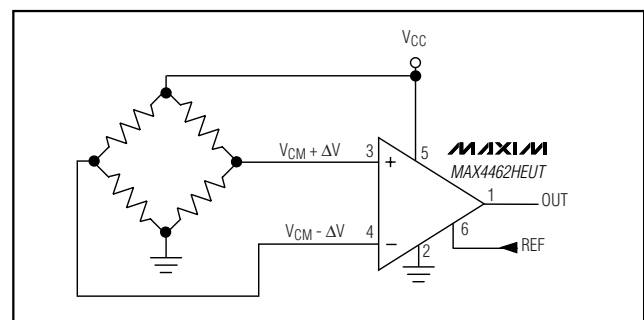 VCC
VCM + ΔV
3
+
5
MAXIM
MAX4462HEUT
1
OUT
VCM - ΔV
4
−
2
6
REF